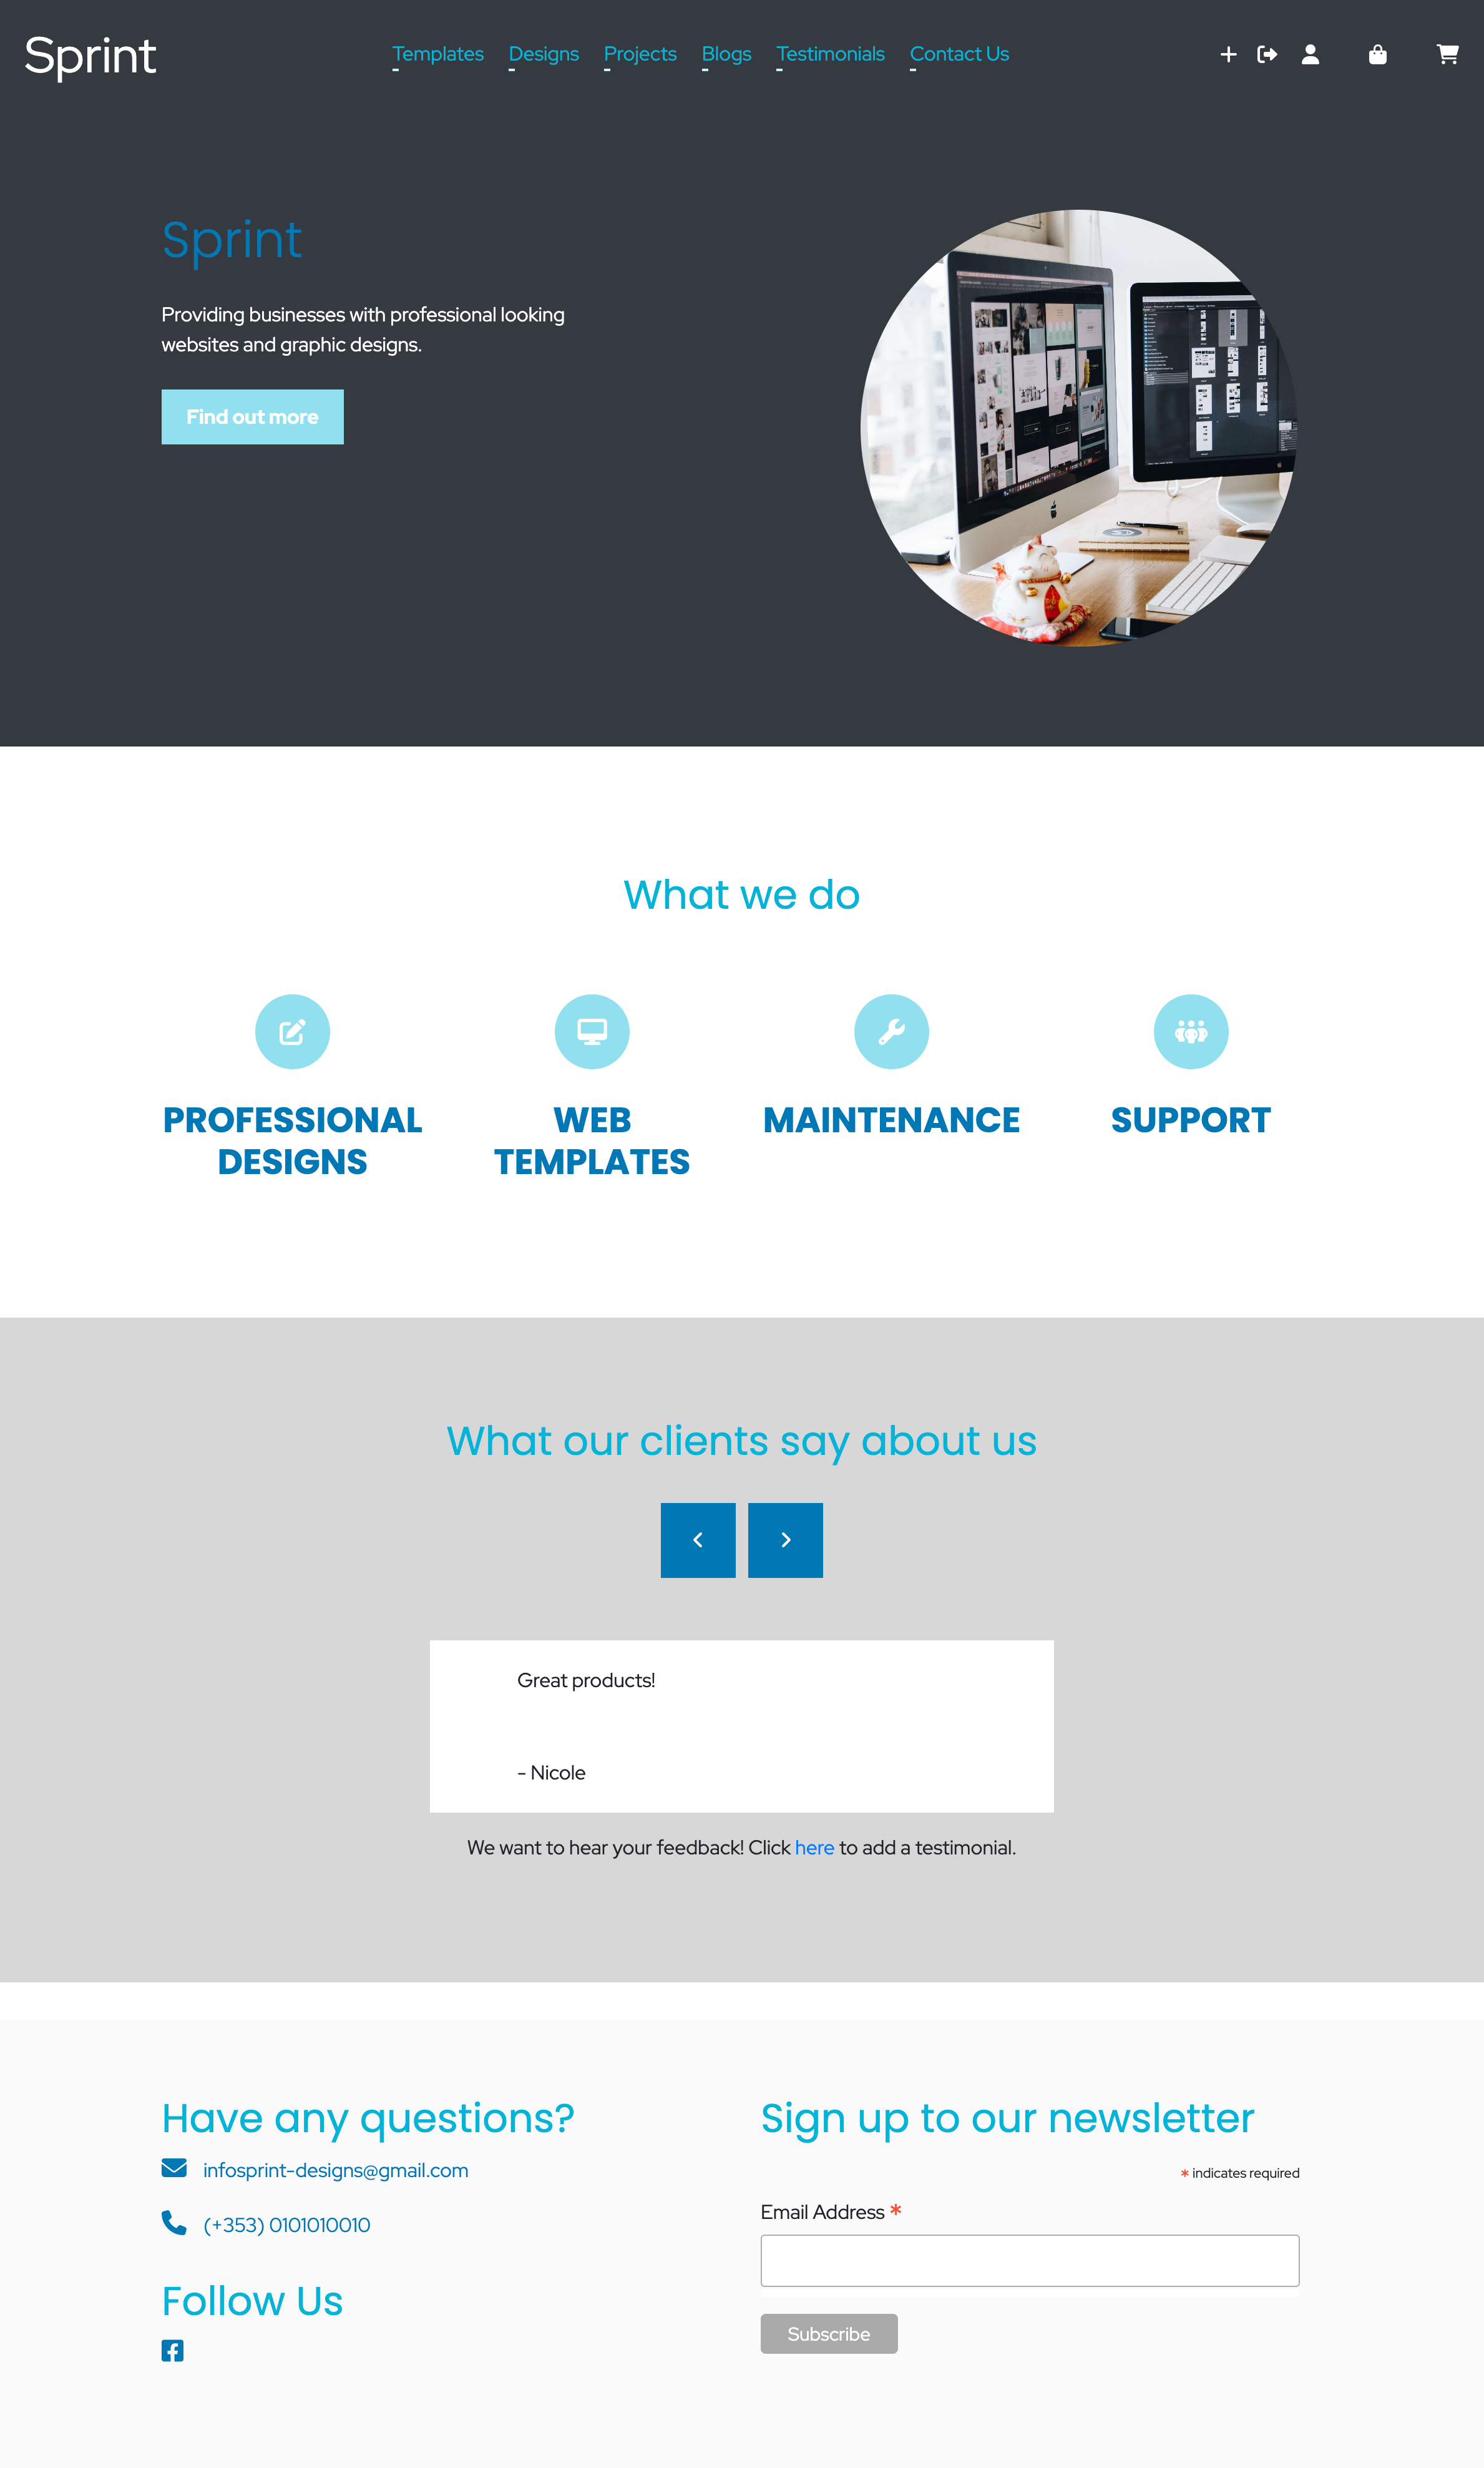 Sprint
Templates Designs Projects Blogs Testimonials Contact Us
Sprint
Providing businesses with professional looking
websites and graphic designs.
Find out more
What we do
PROFESSIONAL
DESIGNS
WEB
TEMPLATES
MAINTENANCE
SUPPORT
What our clients say about us
Great products!
- Nicole
We want to hear your feedback! Click here to add a testimonial.
Have any questions?
infosprint-designs@gmail.com
(+353) 0101010010
Follow Us
Sign up to our newsletter
* indicates required
Email Address *
Subscribe